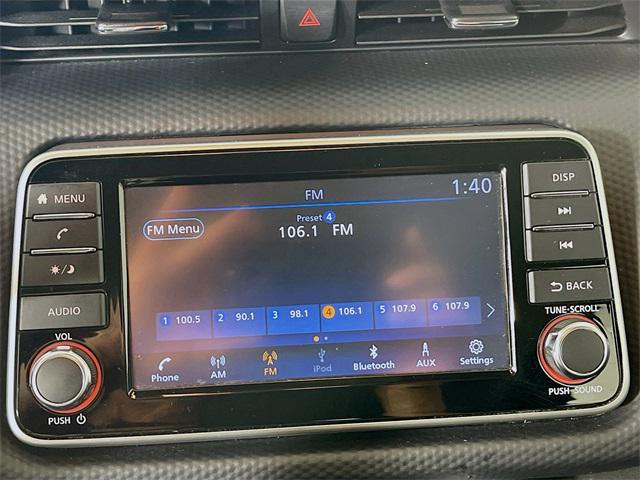 MENU
AUDIO
VOL
PUSH
FM
1:40
FM Menu
Preset 4
106.1 FM
1 100.5 2 90.1 3 98.1 4 106.1 5 107.9 6 107.9
Phone AM FM iPod Bluetooth AUX Settings
DISP
BACK
TUNE-SCROLL
PUSH-SOUND